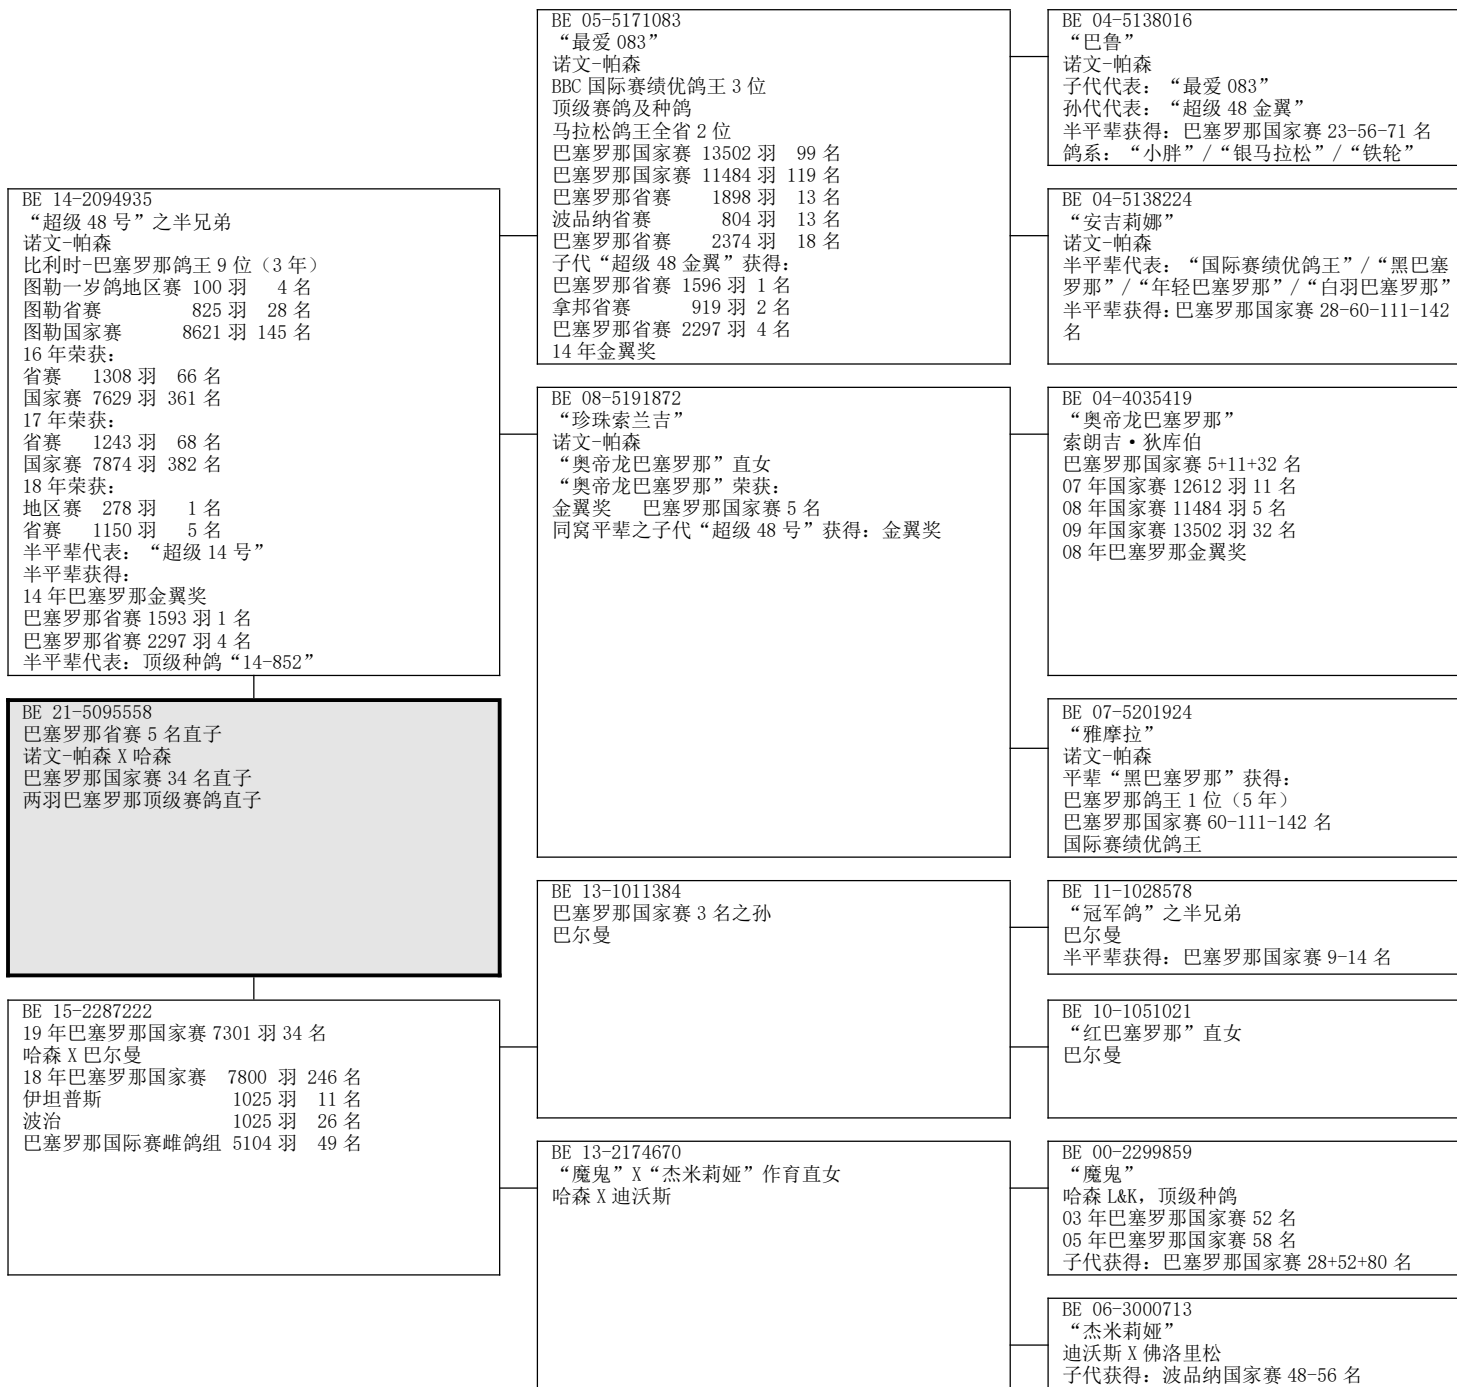 BE 14-2094935
“超级 48 号”之半兄弟
诺文-帕森
比利时-巴塞罗那鸽王 9 位（3 年）
图勒一岁鸽地区赛 100 羽 4 名
图勒省赛 825 羽 28 名
图勒国家赛 8621 羽 145 名
16 年荣获：
省赛 1308 羽 66 名
国家赛 7629 羽 361 名
17 年荣获：
省赛 1243 羽 68 名
国家赛 7874 羽 382 名
18 年荣获：
地区赛 278 羽 1 名
省赛 1150 羽 5 名
半平辈代表：“超级 14 号”
半平辈获得：
14 年巴塞罗那金翼奖
巴塞罗那省赛 1593 羽 1 名
巴塞罗那省赛 2297 羽 4 名
半平辈代表：顶级种鸽“14-852”
BE 21-5095558
巴塞罗那省赛 5 名直子
诺文-帕森 X 哈森
巴塞罗那国家赛 34 名直子
两羽巴塞罗那顶级赛鸽直子
BE 15-2287222
19 年巴塞罗那国家赛 7301 羽 34 名
哈森 X 巴尔曼
18 年巴塞罗那国家赛 7800 羽 246 名
伊坦普斯 1025 羽 11 名
波治 1025 羽 26 名
巴塞罗那国际赛雌鸽组 5104 羽 49 名
BE 05-5171083
“最爱 083”
诺文-帕森
BBC 国际赛绩优鸽王 3 位
顶级赛鸽及种鸽
马拉松鸽王全省 2 位
巴塞罗那国家赛 13502 羽 99 名
巴塞罗那国家赛 11484 羽 119 名
巴塞罗那省赛 1898 羽 13 名
波品纳省赛 804 羽 13 名
巴塞罗那省赛 2374 羽 18 名
子代“超级 48 金翼”获得：
巴塞罗那省赛 1596 羽 1 名
拿邦省赛 919 羽 2 名
巴塞罗那省赛 2297 羽 4 名
14 年金翼奖
BE 08-5191872
“珍珠索兰吉”
诺文-帕森
“奥帝龙巴塞罗那”直女
“奥帝龙巴塞罗那”荣获：
金翼奖 巴塞罗那国家赛 5 名
同窝平辈之子代“超级 48 号”获得：金翼奖
BE 13-1011384
巴塞罗那国家赛 3 名之孙
巴尔曼
BE 13-2174670
“魔鬼”X“杰米莉娅”作育直女
哈森 X 迪沃斯
BE 04-5138016
“巴鲁”
诺文-帕森
子代代表：“最爱 083”
孙代代表：“超级 48 金翼”
半平辈获得：巴塞罗那国家赛 23-56-71 名
鸽系：“小胖”/“银马拉松”/“铁轮”
BE 04-5138224
“安吉莉娜”
诺文-帕森
半平辈代表：“国际赛绩优鸽王”/“黑巴塞
罗那”/“年轻巴塞罗那”/“白羽巴塞罗那”
半平辈获得：巴塞罗那国家赛 28-60-111-142
名
BE 04-4035419
“奥帝龙巴塞罗那”
索朗吉·狄库伯
巴塞罗那国家赛 5+11+32 名
07 年国家赛 12612 羽 11 名
08 年国家赛 11484 羽 5 名
09 年国家赛 13502 羽 32 名
08 年巴塞罗那金翼奖
BE 07-5201924
“雅摩拉”
诺文-帕森
平辈“黑巴塞罗那”获得：
巴塞罗那鸽王 1 位（5 年）
巴塞罗那国家赛 60-111-142 名
国际赛绩优鸽王
BE 11-1028578
“冠军鸽”之半兄弟
巴尔曼
半平辈获得：巴塞罗那国家赛 9-14 名
BE 10-1051021
“红巴塞罗那”直女
巴尔曼
BE 00-2299859
“魔鬼”
哈森 L&K，顶级种鸽
03 年巴塞罗那国家赛 52 名
05 年巴塞罗那国家赛 58 名
子代获得：巴塞罗那国家赛 28+52+80 名
BE 06-3000713
“杰米莉娅”
迪沃斯 X 佛洛里松
子代获得：波品纳国家赛 48-56 名